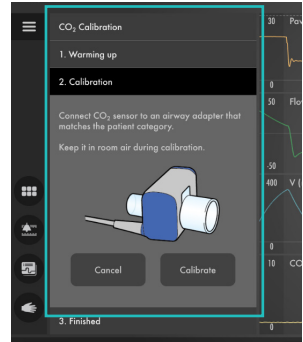 CO₂ Calibration
1. Warming up
2. Calibration
Connect CO₂ sensor to an airway adapter that
matches the patient category.
Keep it in room air during calibration.
Cancel
Calibrate
3. Finished
30
0
50
Flo
-50
400
V (
0
10
CO
0